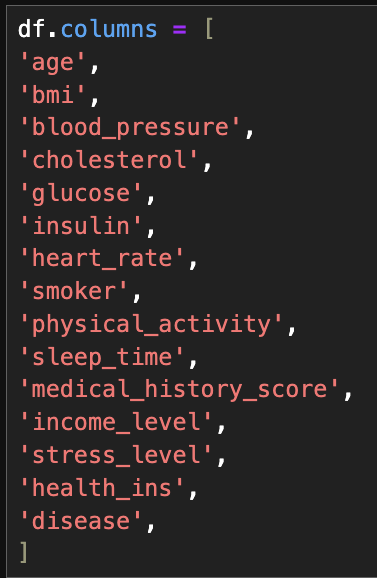 df.columns = [
'age',
'bmi',
'blood_pressure',
'cholesterol',
'glucose',
'insulin',
'heart_rate',
'smoker',
'physical_activity',
'sleep_time',
'medical_history_score',
'income_level',
'stress_level',
'health_ins',
'disease',
]